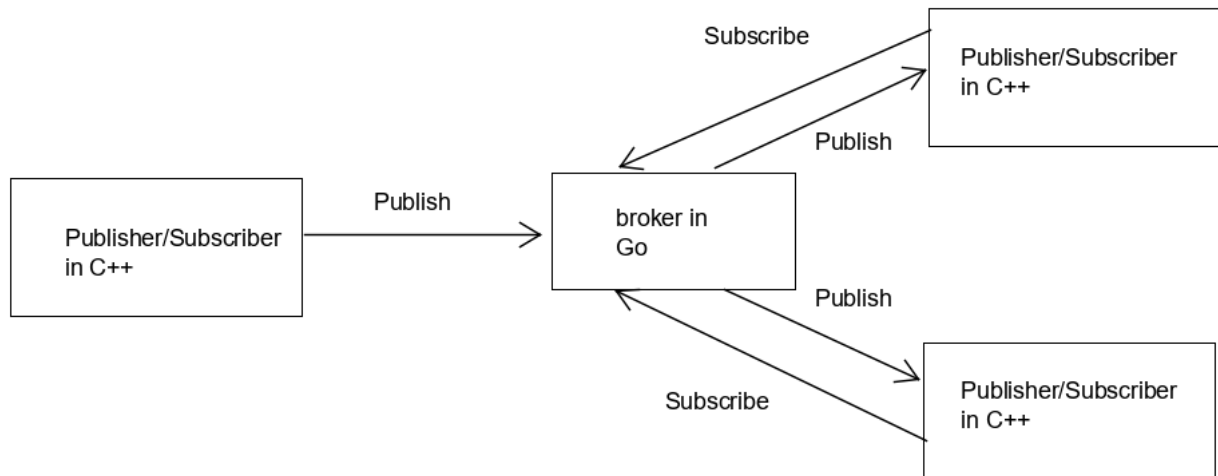 Subscribe
Publisher/Subscriber
in C++
Publish
Publish
Publisher/Subscriber
in C++
broker in
Go
Publish
Subscribe
Publisher/Subscriber
in C++